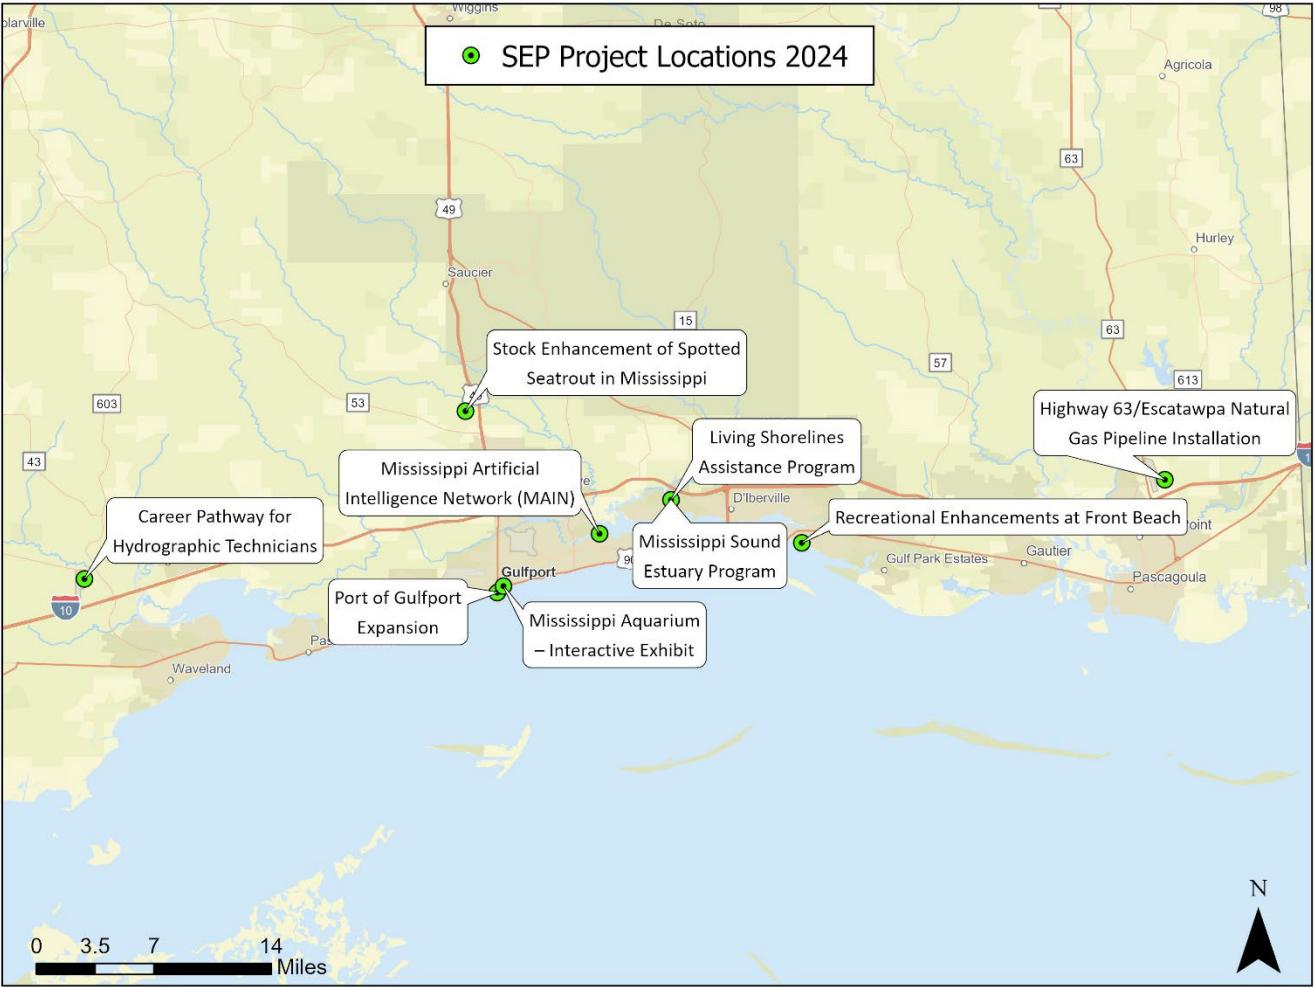 Wiggins
98
De Soto
SEP Project Locations 2024
Agricola
63
49
Hurley
Saucier
15
63
Stock Enhancement of Spotted
Seatrout in Mississippi
57
613
603
53
Highway 63/Escatawpa Natural
Gas Pipeline Installation
Living Shorelines
Assistance Program
43
Mississippi Artificial
Intelligence Network (MAIN)
D'Iberville
Career Pathway for
Hydrographic Technicians
Recreational Enhancements at Front Beach
Mississippi Sound
Estuary Program
Gulf Park Estates
Gautier
Gulfport
Pascagoula
10
Port of Gulfport
Expansion
Mississippi Aquarium
– Interactive Exhibit
Waveland
N
0 3.5 7 14
Miles